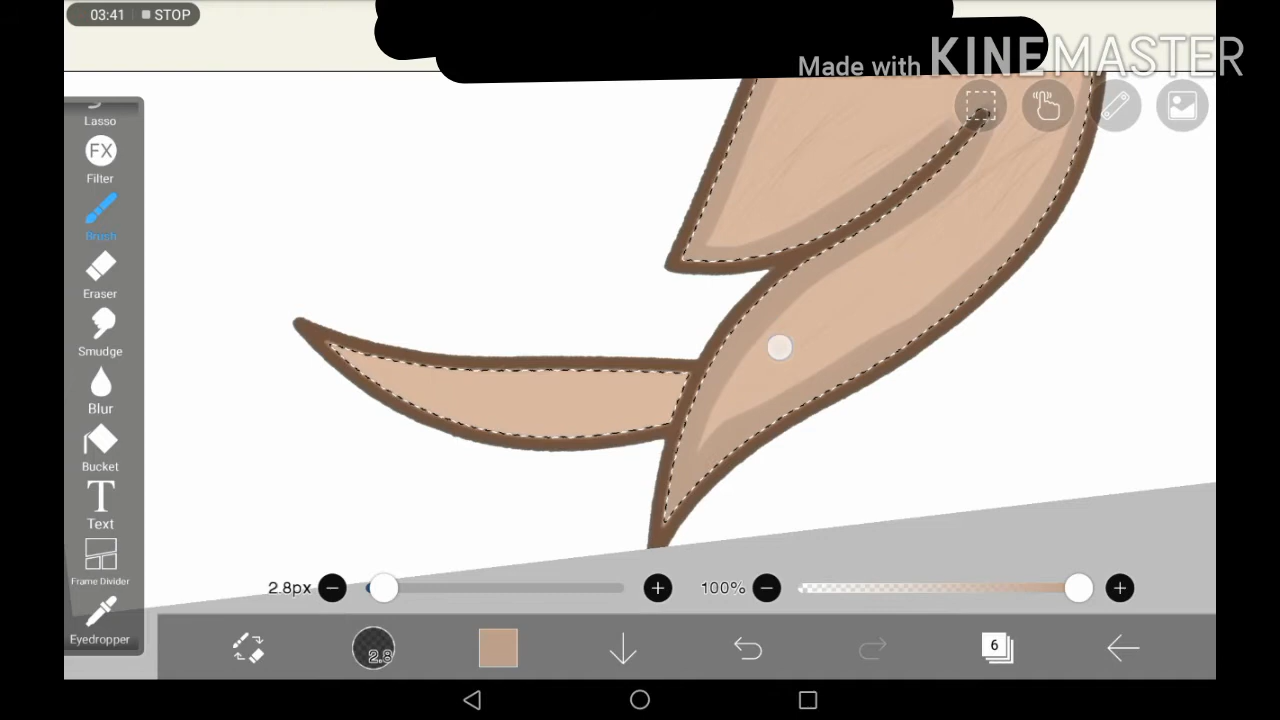 03:41 STOP
Made with KINEMASTER
Lasso
FX
Filter
Brush
Eraser
Smudge
Blur
Bucket
T
Text
Frame Divider
Eyedropper
2.8px
100%
2.8
6